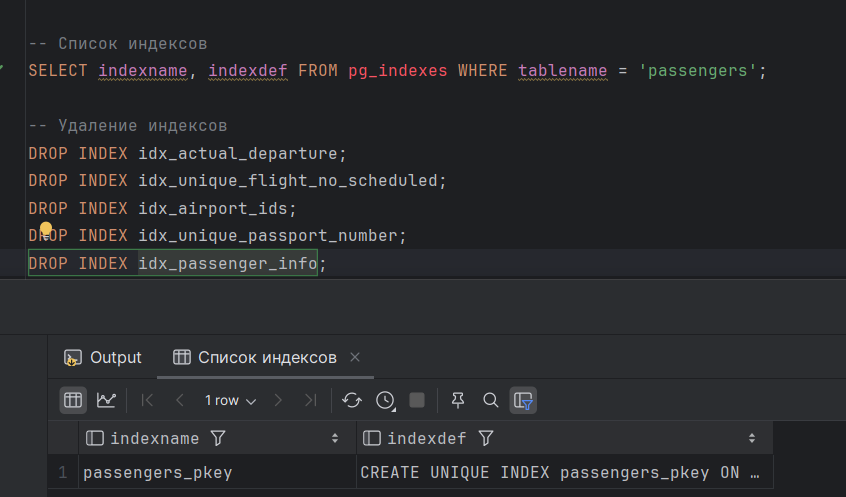 -- Список индексов
SELECT indexname, indexdef FROM pg_indexes WHERE tablename = 'passengers';
-- Удаление индексов
DROP INDEX idx_actual_departure;
DROP INDEX idx_unique_flight_no_scheduled;
DROP INDEX idx_airport_ids;
DROP INDEX idx_unique_passport_number;
DROP INDEX idx_passenger_info;
Output Список индексов
1 row
indexname indexdef
1 passengers_pkey CREATE UNIQUE INDEX passengers_pkey ON …